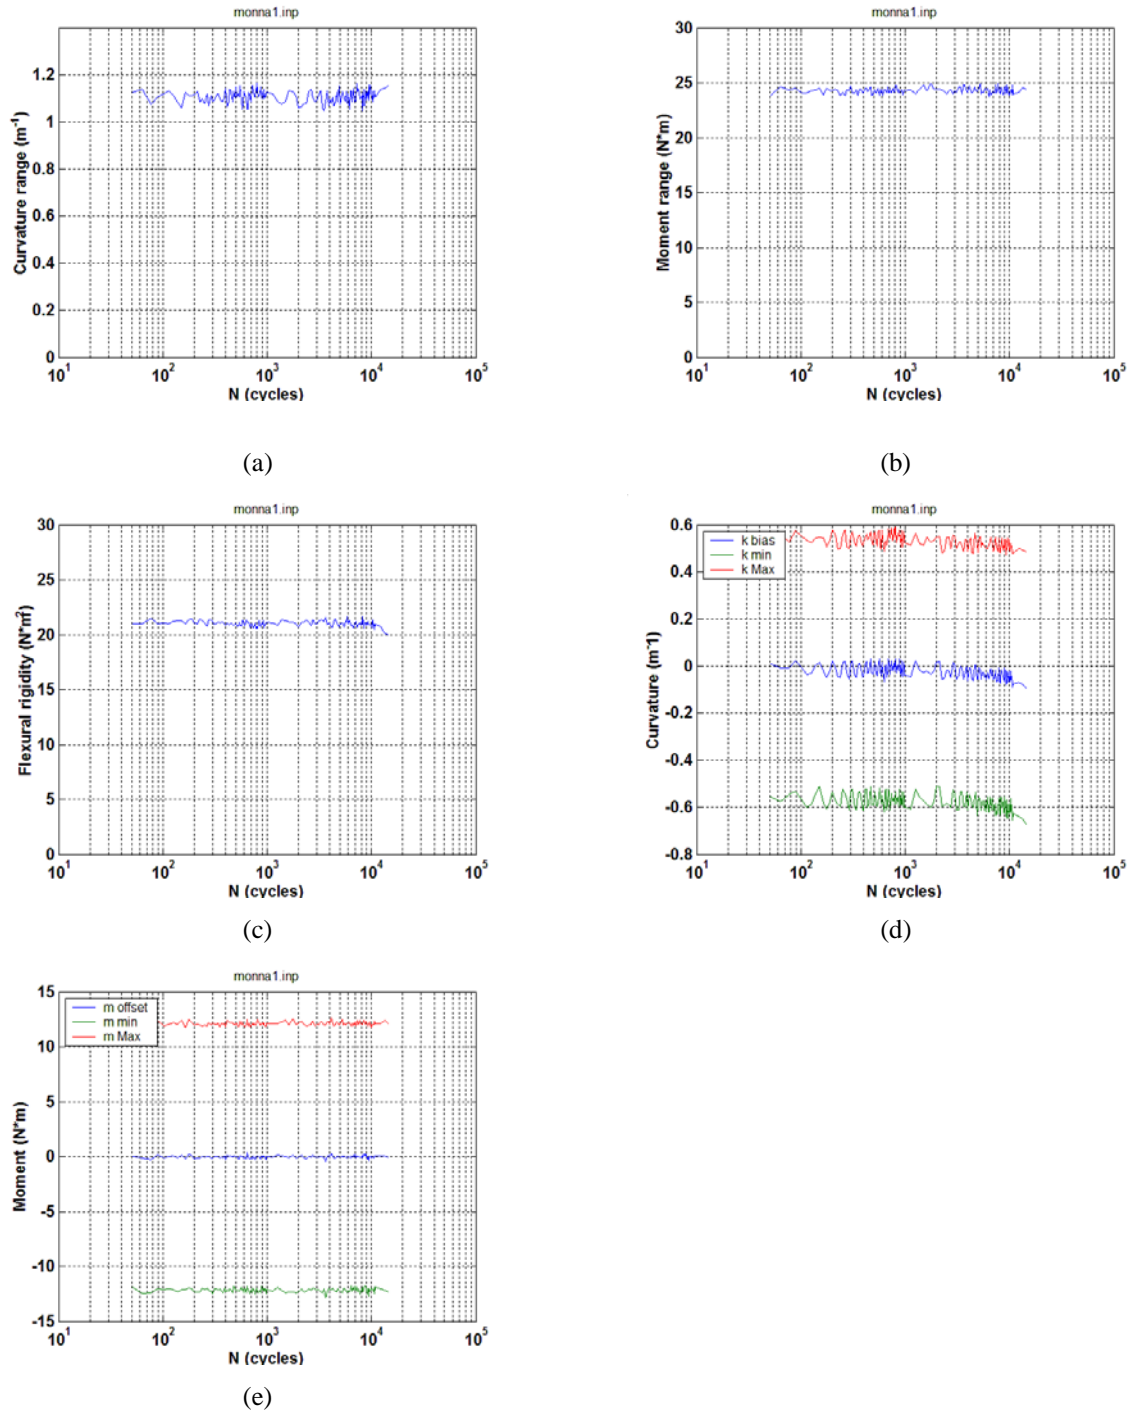 monna1.inp
1.2
1
0.8
0.6
0.4
0.2
0
Curvature range (m⁻¹)
10¹ 10² 10³ 10⁴ 10⁵
N (cycles)
(a)
monna1.inp
30
25
20
15
10
5
0
Moment range (N*m)
10¹ 10² 10³ 10⁴ 10⁵
N (cycles)
(b)
monna1.inp
30
25
20
15
10
5
0
Flexural rigidity (N*m²)
10¹ 10² 10³ 10⁴ 10⁵
N (cycles)
(c)
monna1.inp
k bias
k min
k Max
0.6
0.4
0.2
0
-0.2
-0.4
-0.6
-0.8
Curvature (m⁻¹)
10¹ 10² 10³ 10⁴ 10⁵
N (cycles)
(d)
monna1.inp
m offset
m min
m Max
15
10
5
0
-5
-10
-15
Moment (N*m)
10¹ 10² 10³ 10⁴ 10⁵
N (cycles)
(e)